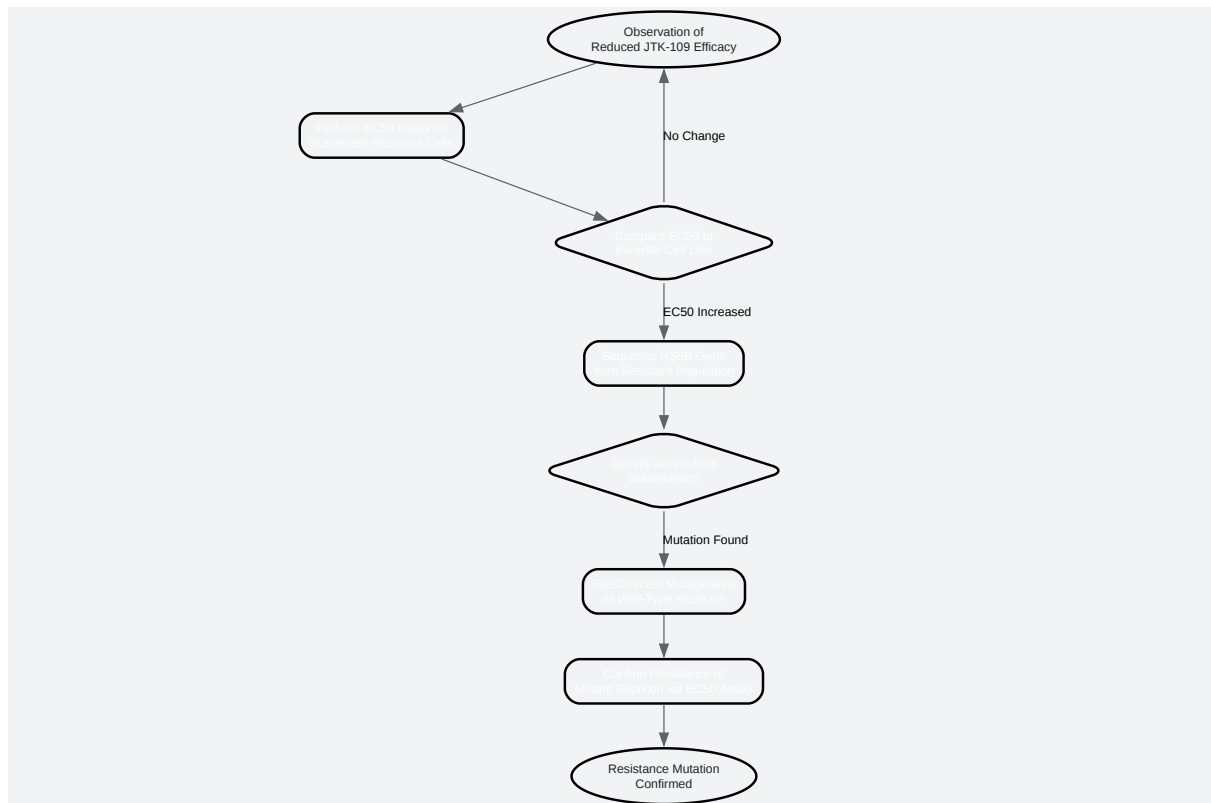 Observation of
Reduced JTK-109 Efficacy
Perform EC50 Assay on
Suspected Resistant Cells
No Change
Compare EC50 to
Parental Cell Line
EC50 Increased
Sequence NS5B Gene
from Resistant Population
Identify Amino Acid
Substitutions
Mutation Found
Site-Directed Mutagenesis
of Wild-Type Replicon
Confirm Resistance of
Mutant Replicon via EC50 Assay
Resistance Mutation
Confirmed